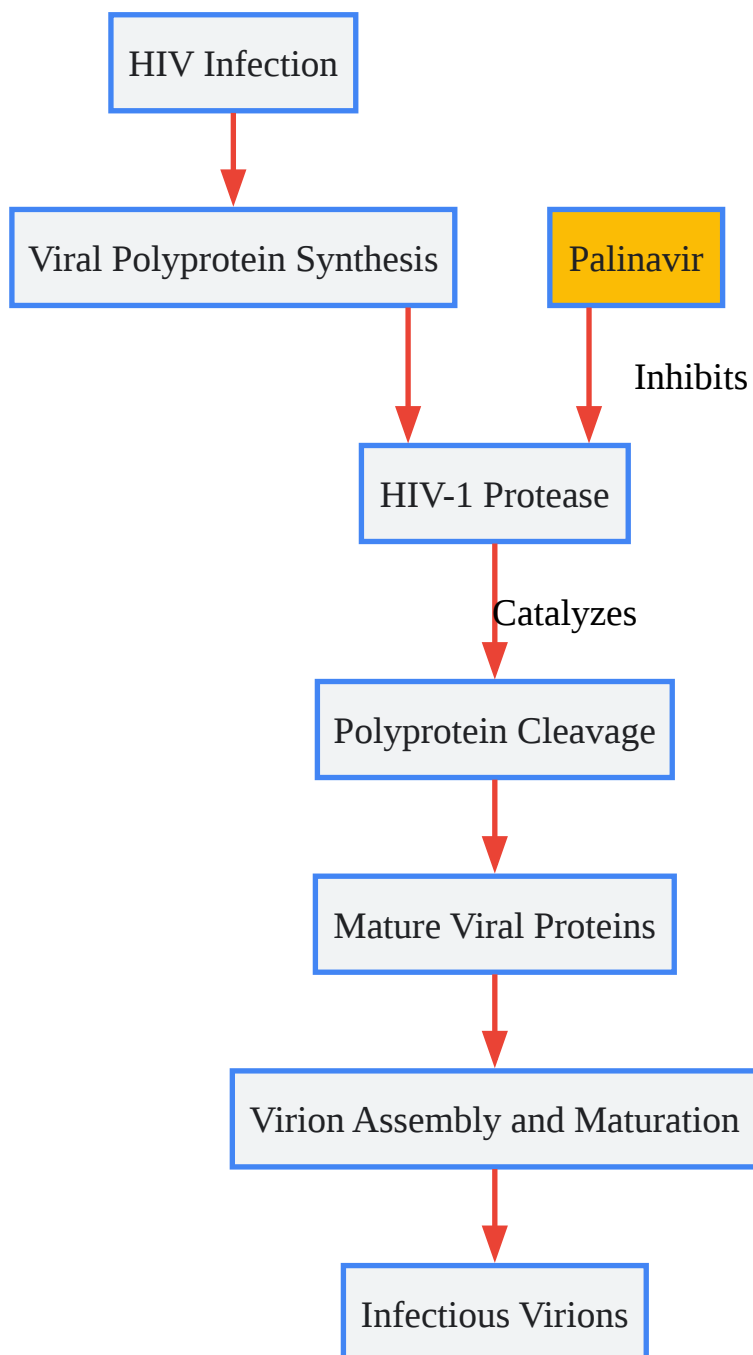 HIV Infection
Viral Polyprotein Synthesis
Palinavir
Inhibits
HIV-1 Protease
Catalyzes
Polyprotein Cleavage
Mature Viral Proteins
Virion Assembly and Maturation
Infectious Virions